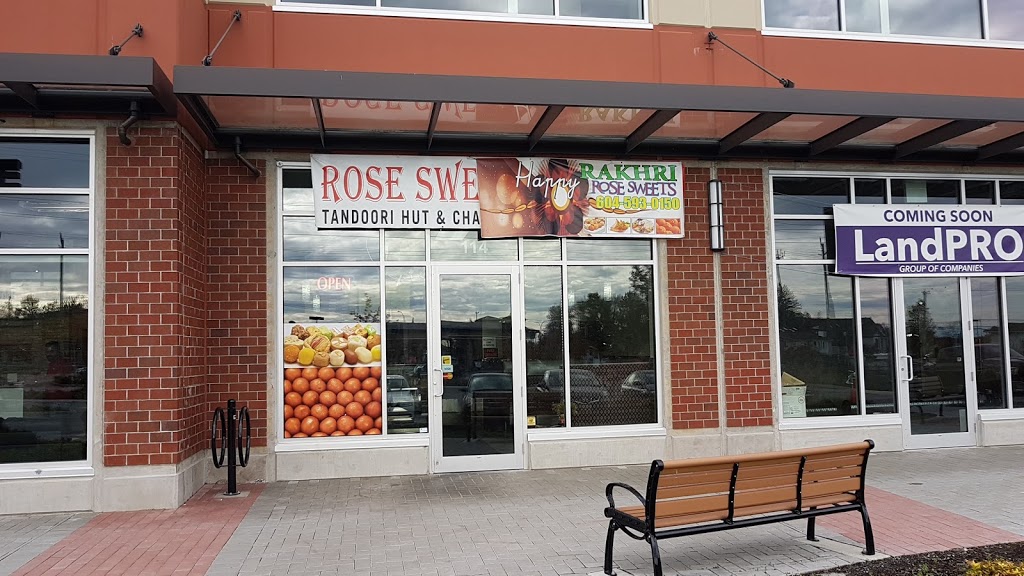 ROSE SWE
TANDOORI HUT & CHA
Happy RAKHRI
ROSE SWEETS
604-593-0150
114
OPEN
COMING SOON
LandPRO
GROUP OF COMPANIES